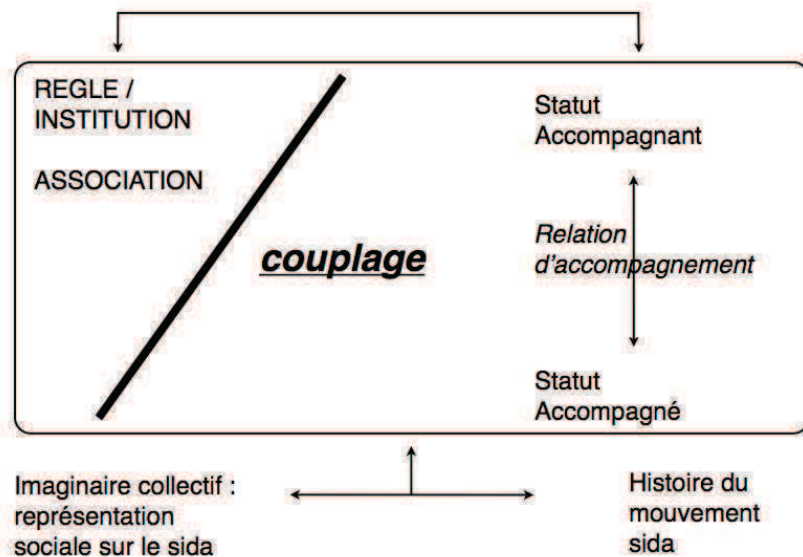 REGLE /
INSTITUTION
ASSOCIATION
couplage
Statut
Accompagnant
Relation
d'accompagnement
Statut
Accompagné
Imaginaire collectif :
représentation
sociale sur le sida
Histoire du
mouvement
sida